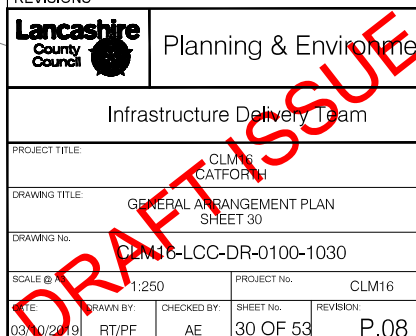 REVISIONS
Lancashire
County
Council
Planning & Environme
Infrastructure Delivery Team
PROJECT TITLE:
CLM16
CATFORTH
DRAWING TITLE:
GENERAL ARRANGEMENT PLAN
SHEET 30
DRAWING No.
CLM16-LCC-DR-0100-1030
SCALE @ A3
1:250
PROJECT No.
CLM16
DATE:
DRAWN BY:
CHECKED BY:
SHEET No.
REVISION:
03/10/2019
RT/PF
AE
30 OF 53
P.08
DRAFT ISSUE